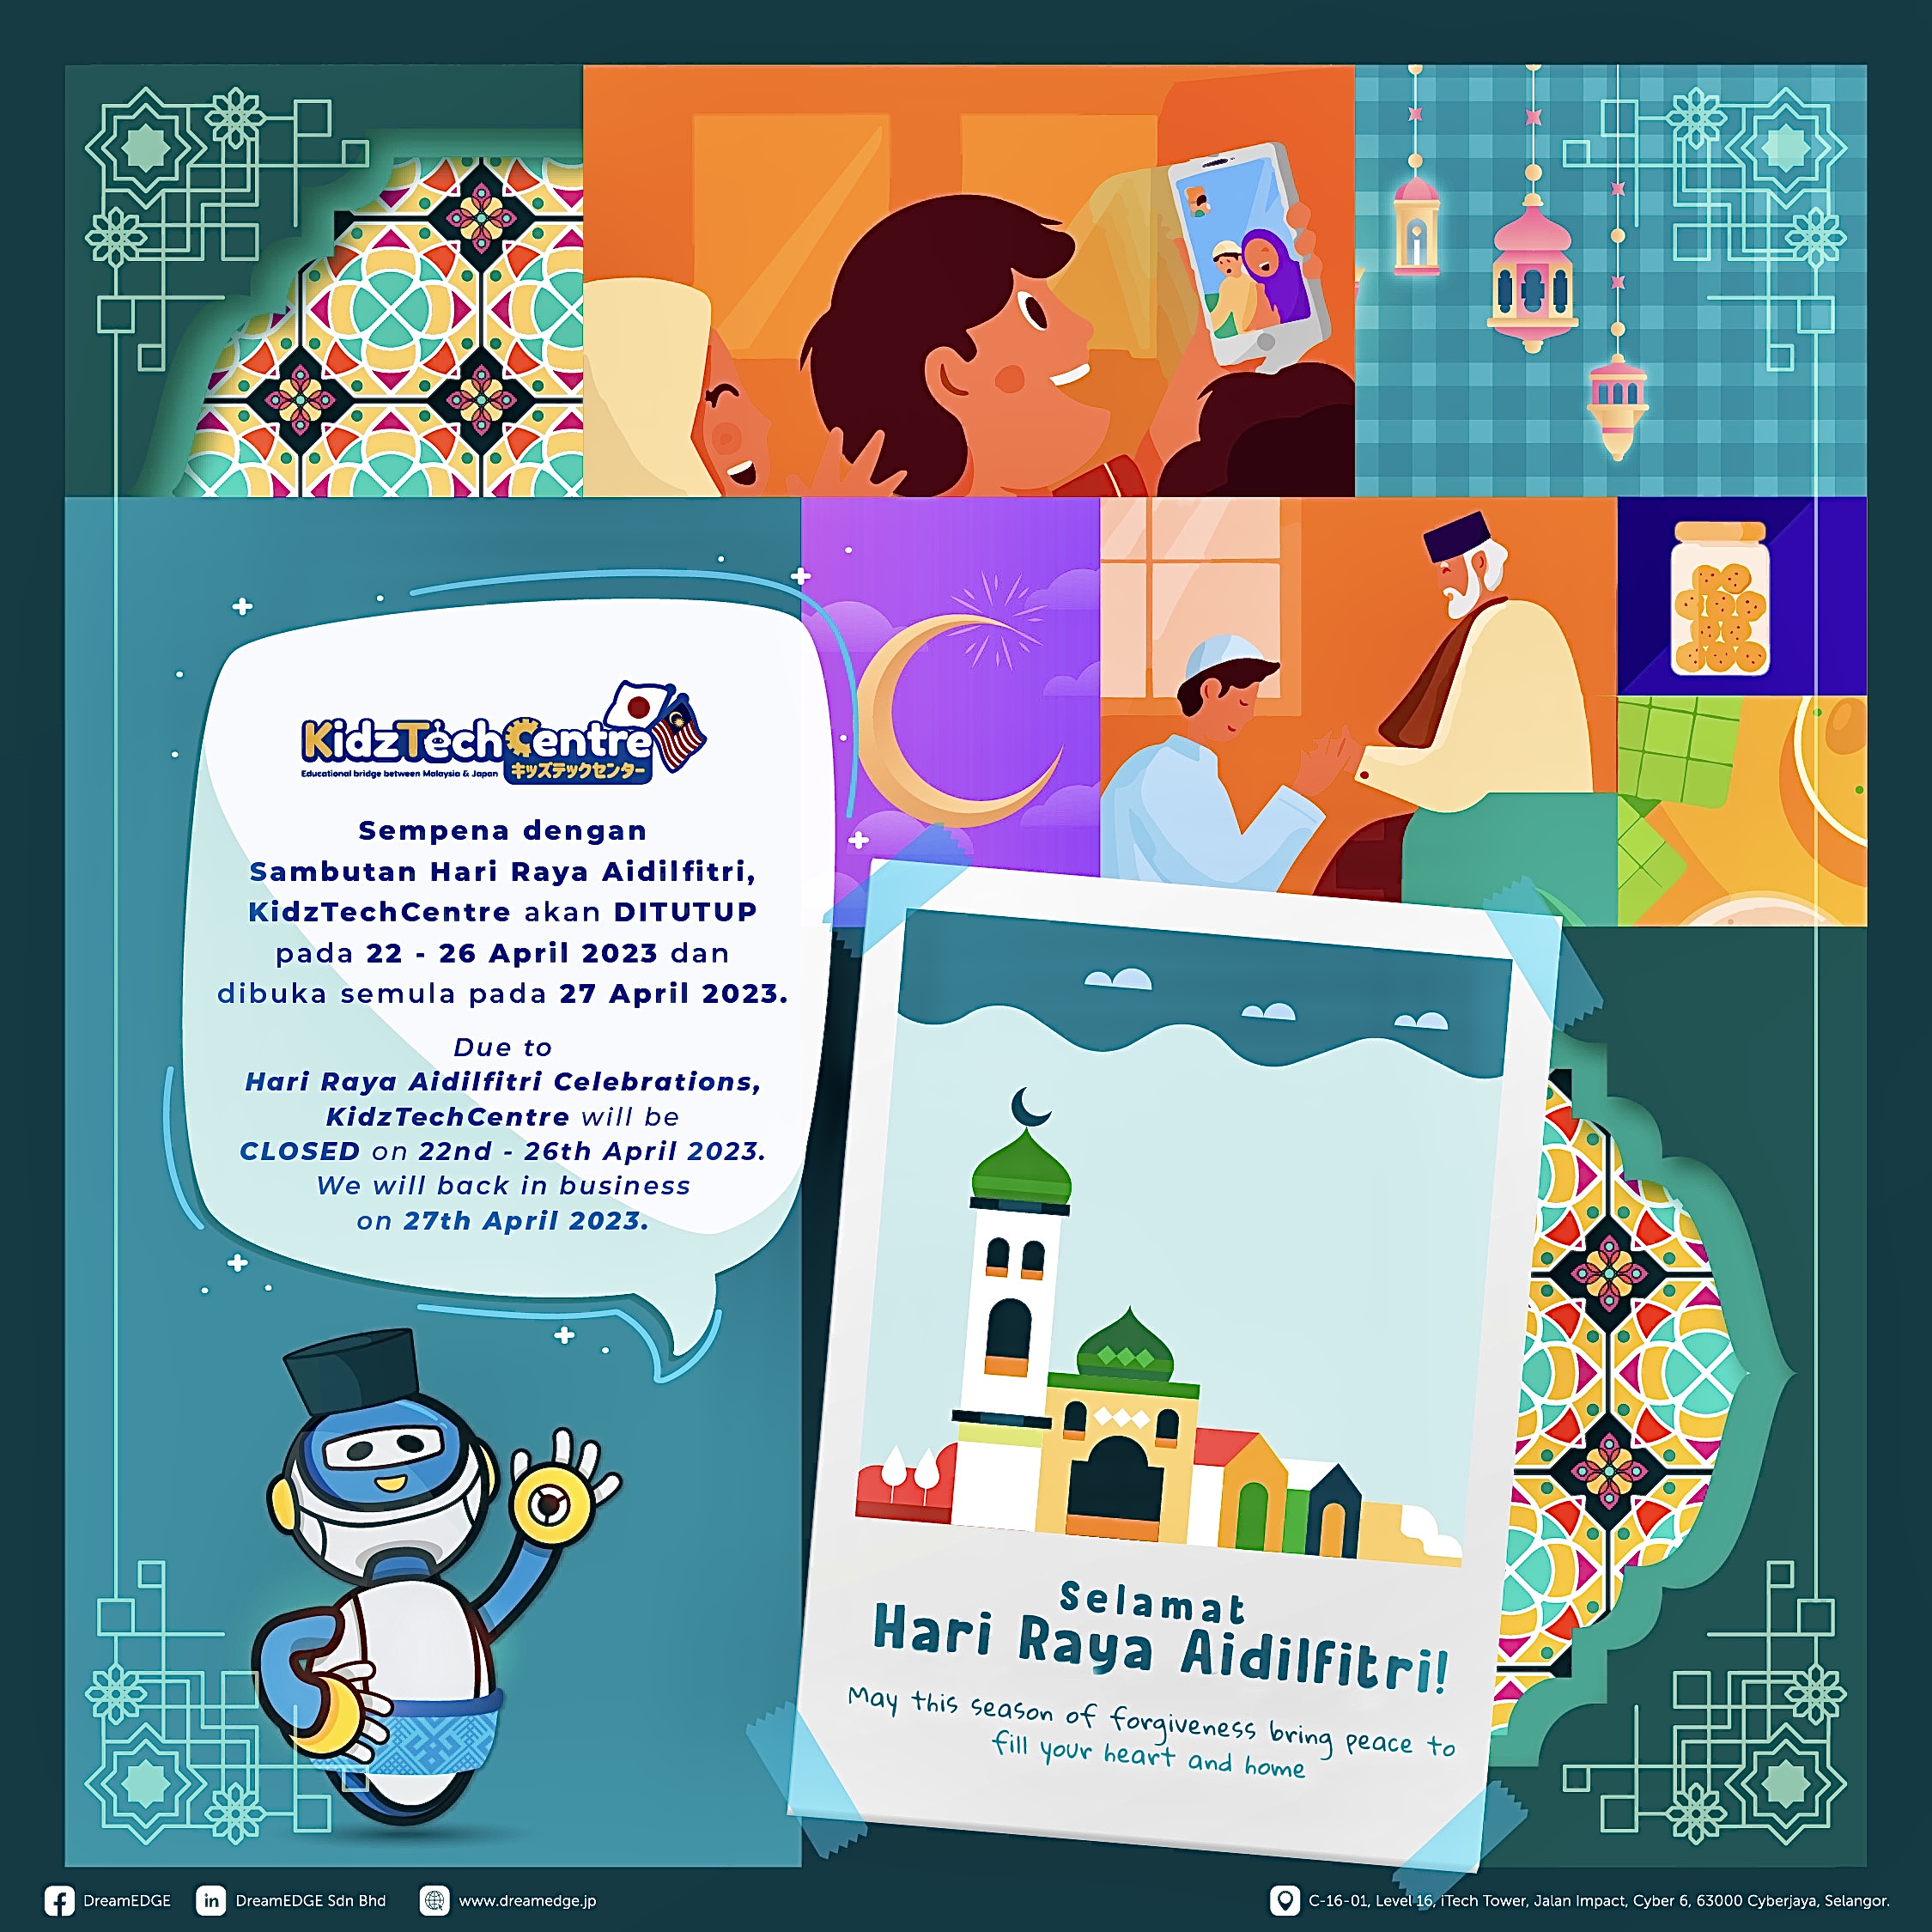 KidzTechCentre
Educational bridge between Malaysia & Japan
キッズテックセンター
Sempena dengan
Sambutan Hari Raya Aidilfitri,
KidzTechCentre akan DITUTUP
pada 22 - 26 April 2023 dan
dibuka semula pada 27 April 2023.
Due to
Hari Raya Aidilfitri Celebrations,
KidzTechCentre will be
CLOSED on 22nd - 26th April 2023.
We will back in business
on 27th April 2023.
Selamat
Hari Raya Aidilfitri!
May this season of forgiveness bring peace to
fill your heart and home
DreamEDGE
DreamEDGE Sdn Bhd
www.dreamedge.jp
C-16-01, Level 16, iTech Tower, Jalan Impact, Cyber 6, 63000 Cyberjaya, Selangor.